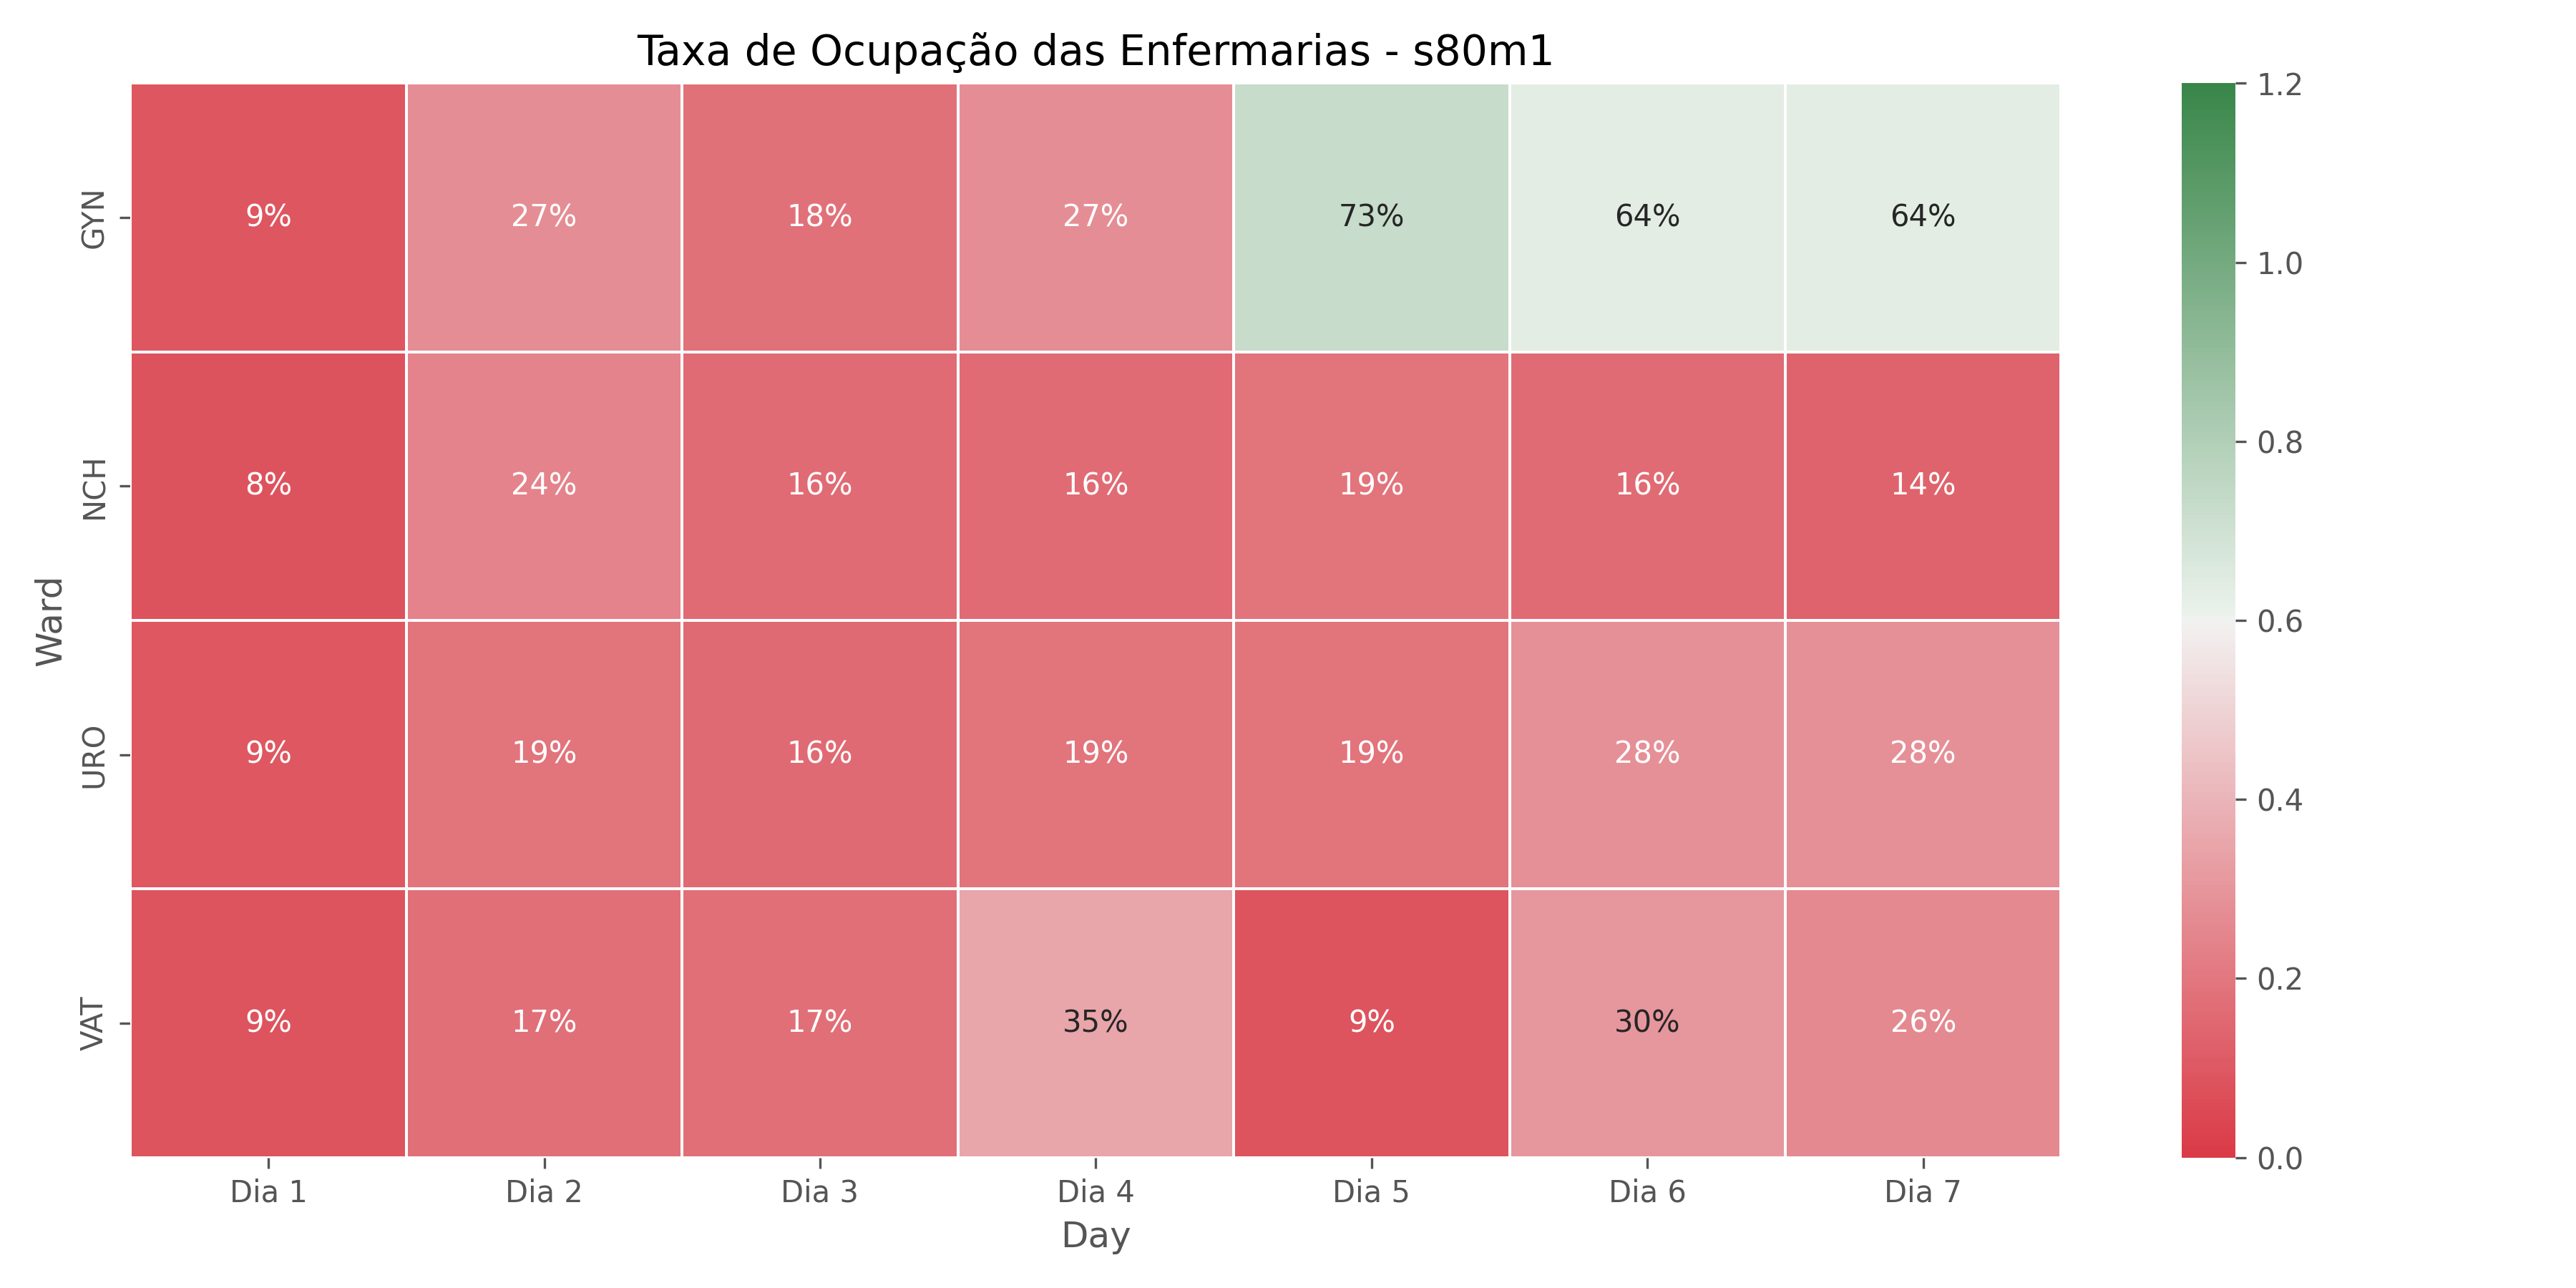 Taxa de Ocupação das Enfermarias - s80m1
GYN 9% 27% 18% 27% 73% 64% 64%
NCH 8% 24% 16% 16% 19% 16% 14%
URO 9% 19% 16% 19% 19% 28% 28%
VAT 9% 17% 17% 35% 9% 30% 26%
Ward
Dia 1 Dia 2 Dia 3 Dia 4 Dia 5 Dia 6 Dia 7
Day
1.2
1.0
0.8
0.6
0.4
0.2
0.0